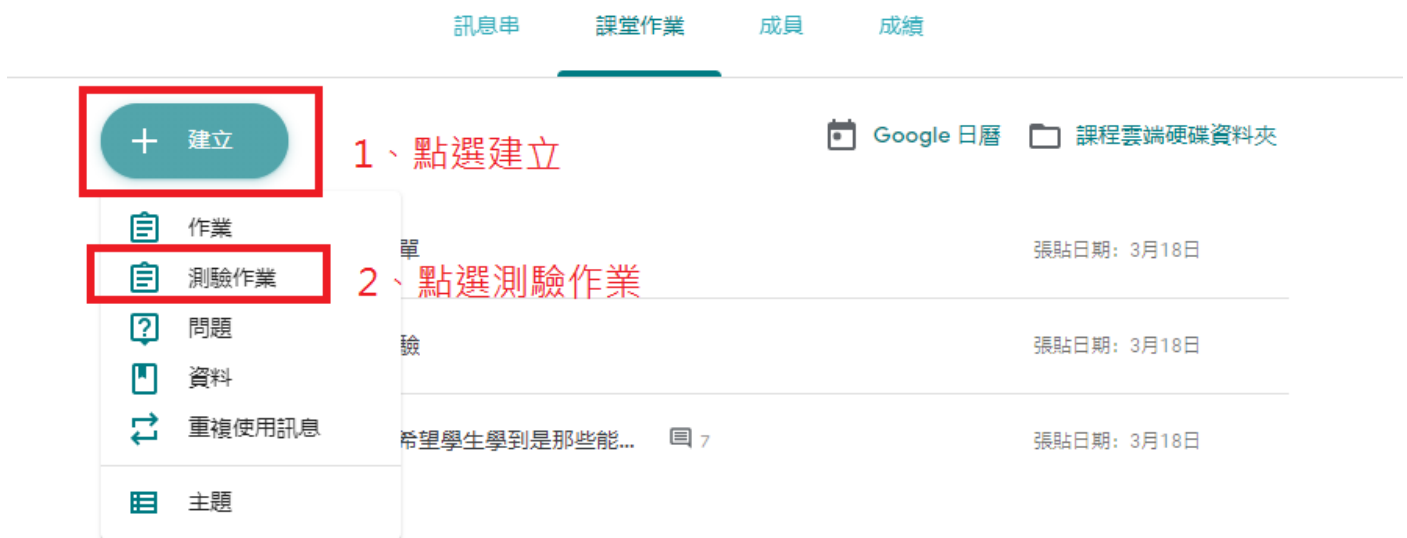 訊息串 課堂作業 成員 成績
建立
1、點選建立
Google 日曆 課程雲端硬碟資料夾
作業
單
張貼日期: 3月18日
測驗作業
2、點選測驗作業
問題
驗
張貼日期: 3月18日
資料
重複使用訊息
希望學生學到是那些能... 7
張貼日期: 3月18日
主題